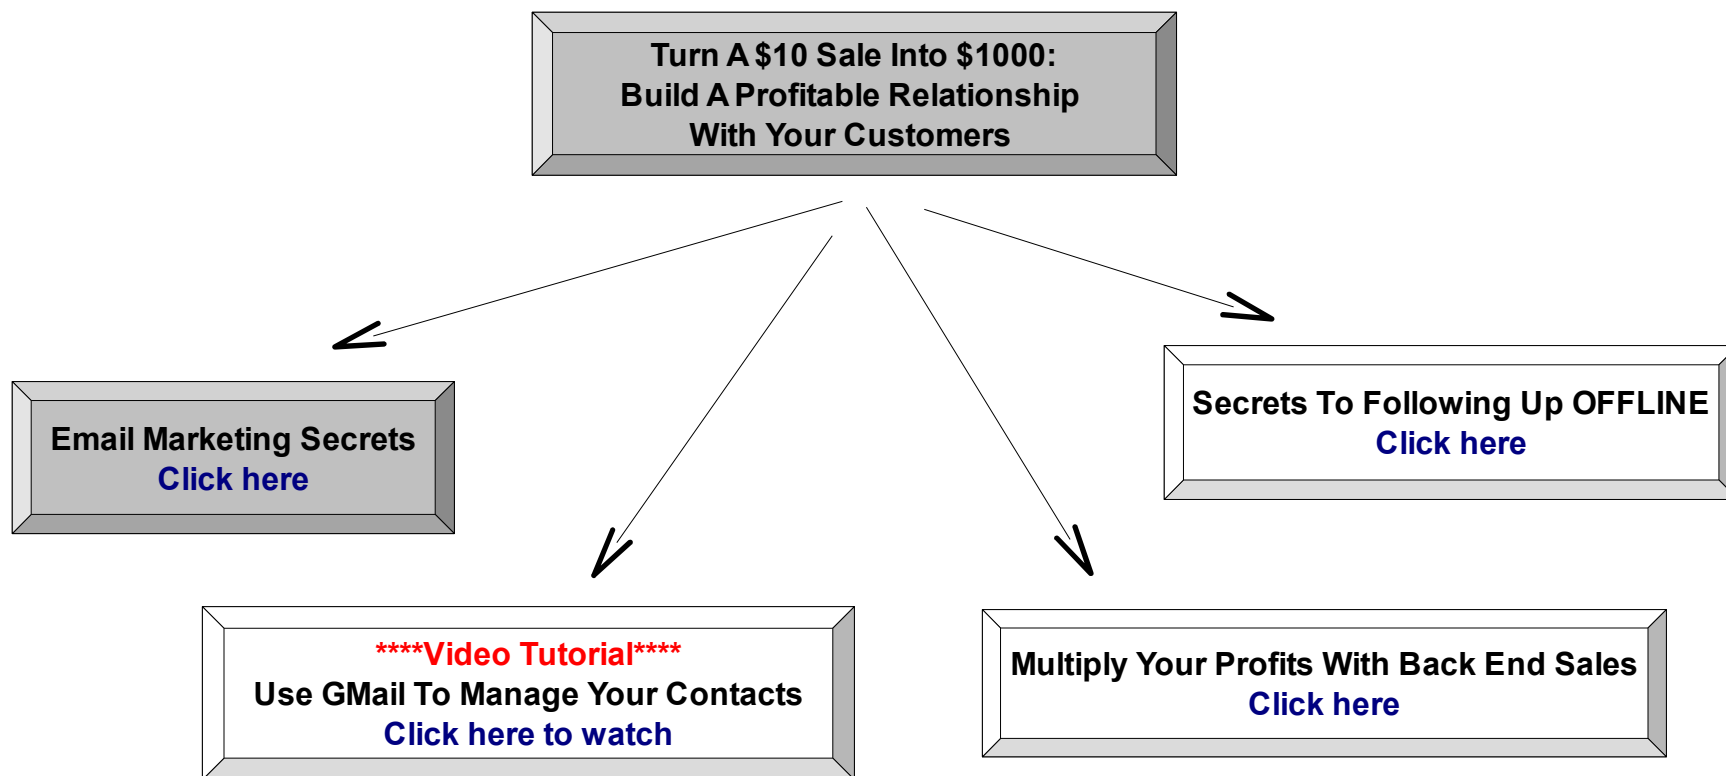 Turn A $10 Sale Into $1000:
Build A Profitable Relationship
With Your Customers
Email Marketing Secrets
Click here
Secrets To Following Up OFFLINE
Click here
****Video Tutorial****
Use GMail To Manage Your Contacts
Click here to watch
Multiply Your Profits With Back End Sales
Click here